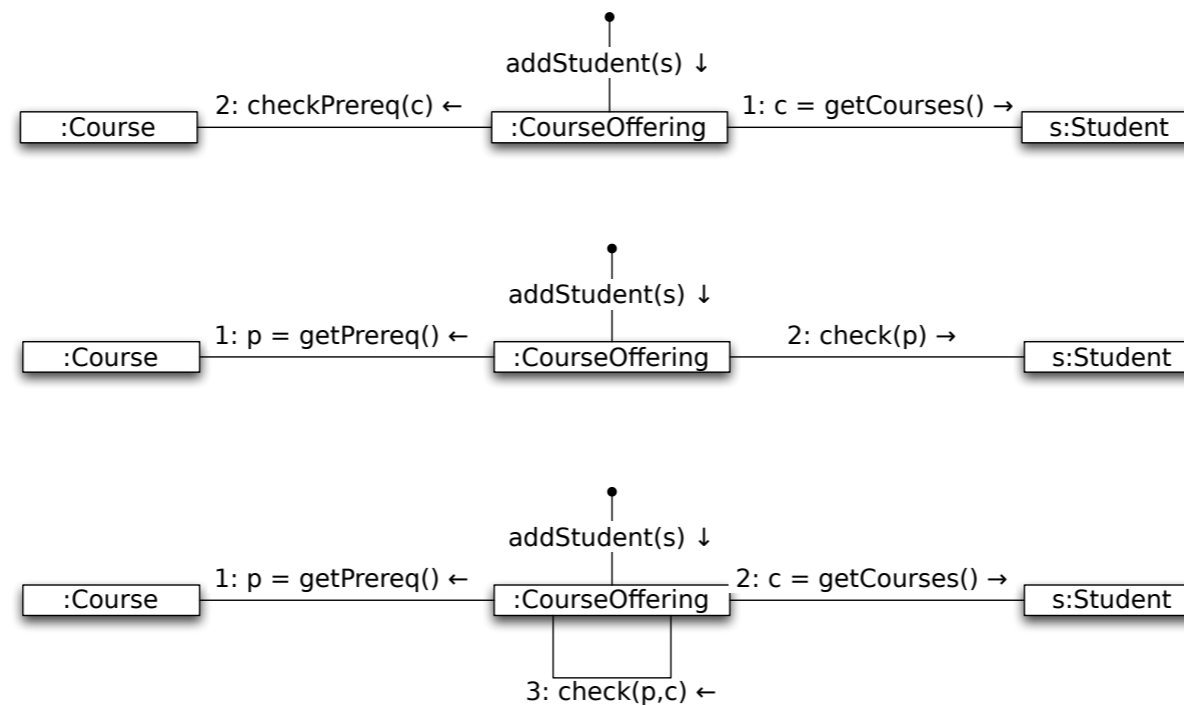 addStudent(s) ↓
2: checkPrereq(c) ←
1: c = getCourses() →
:Course
:CourseOffering
s:Student
addStudent(s) ↓
1: p = getPrereq() ←
2: check(p) →
:Course
:CourseOffering
s:Student
addStudent(s) ↓
1: p = getPrereq() ←
2: c = getCourses() →
:Course
:CourseOffering
s:Student
3: check(p,c) ←